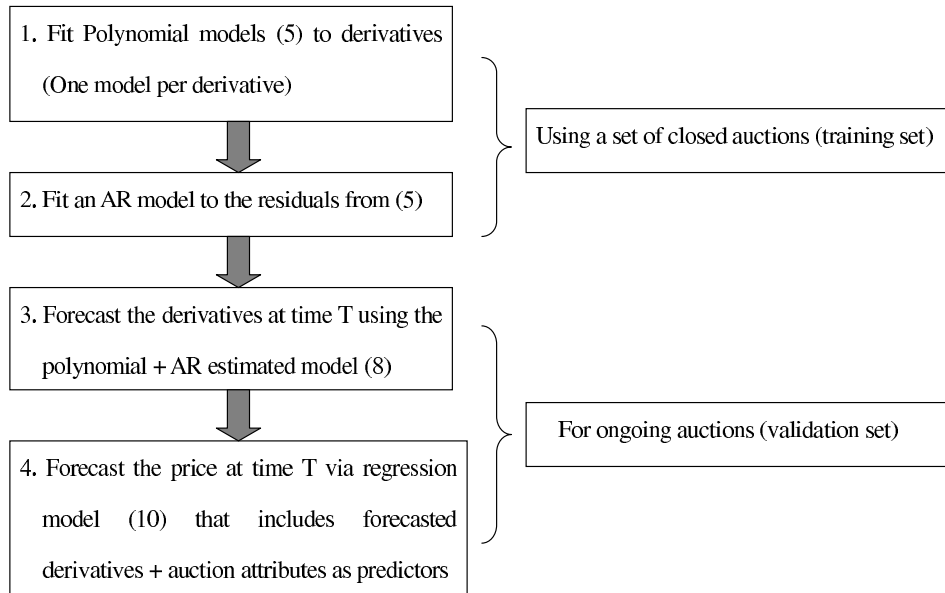 1. Fit Polynomial models (5) to derivatives
(One model per derivative)
Using a set of closed auctions (training set)
2. Fit an AR model to the residuals from (5)
3. Forecast the derivatives at time T using the
polynomial + AR estimated model (8)
For ongoing auctions (validation set)
4. Forecast the price at time T via regression
model (10) that includes forecasted
derivatives + auction attributes as predictors